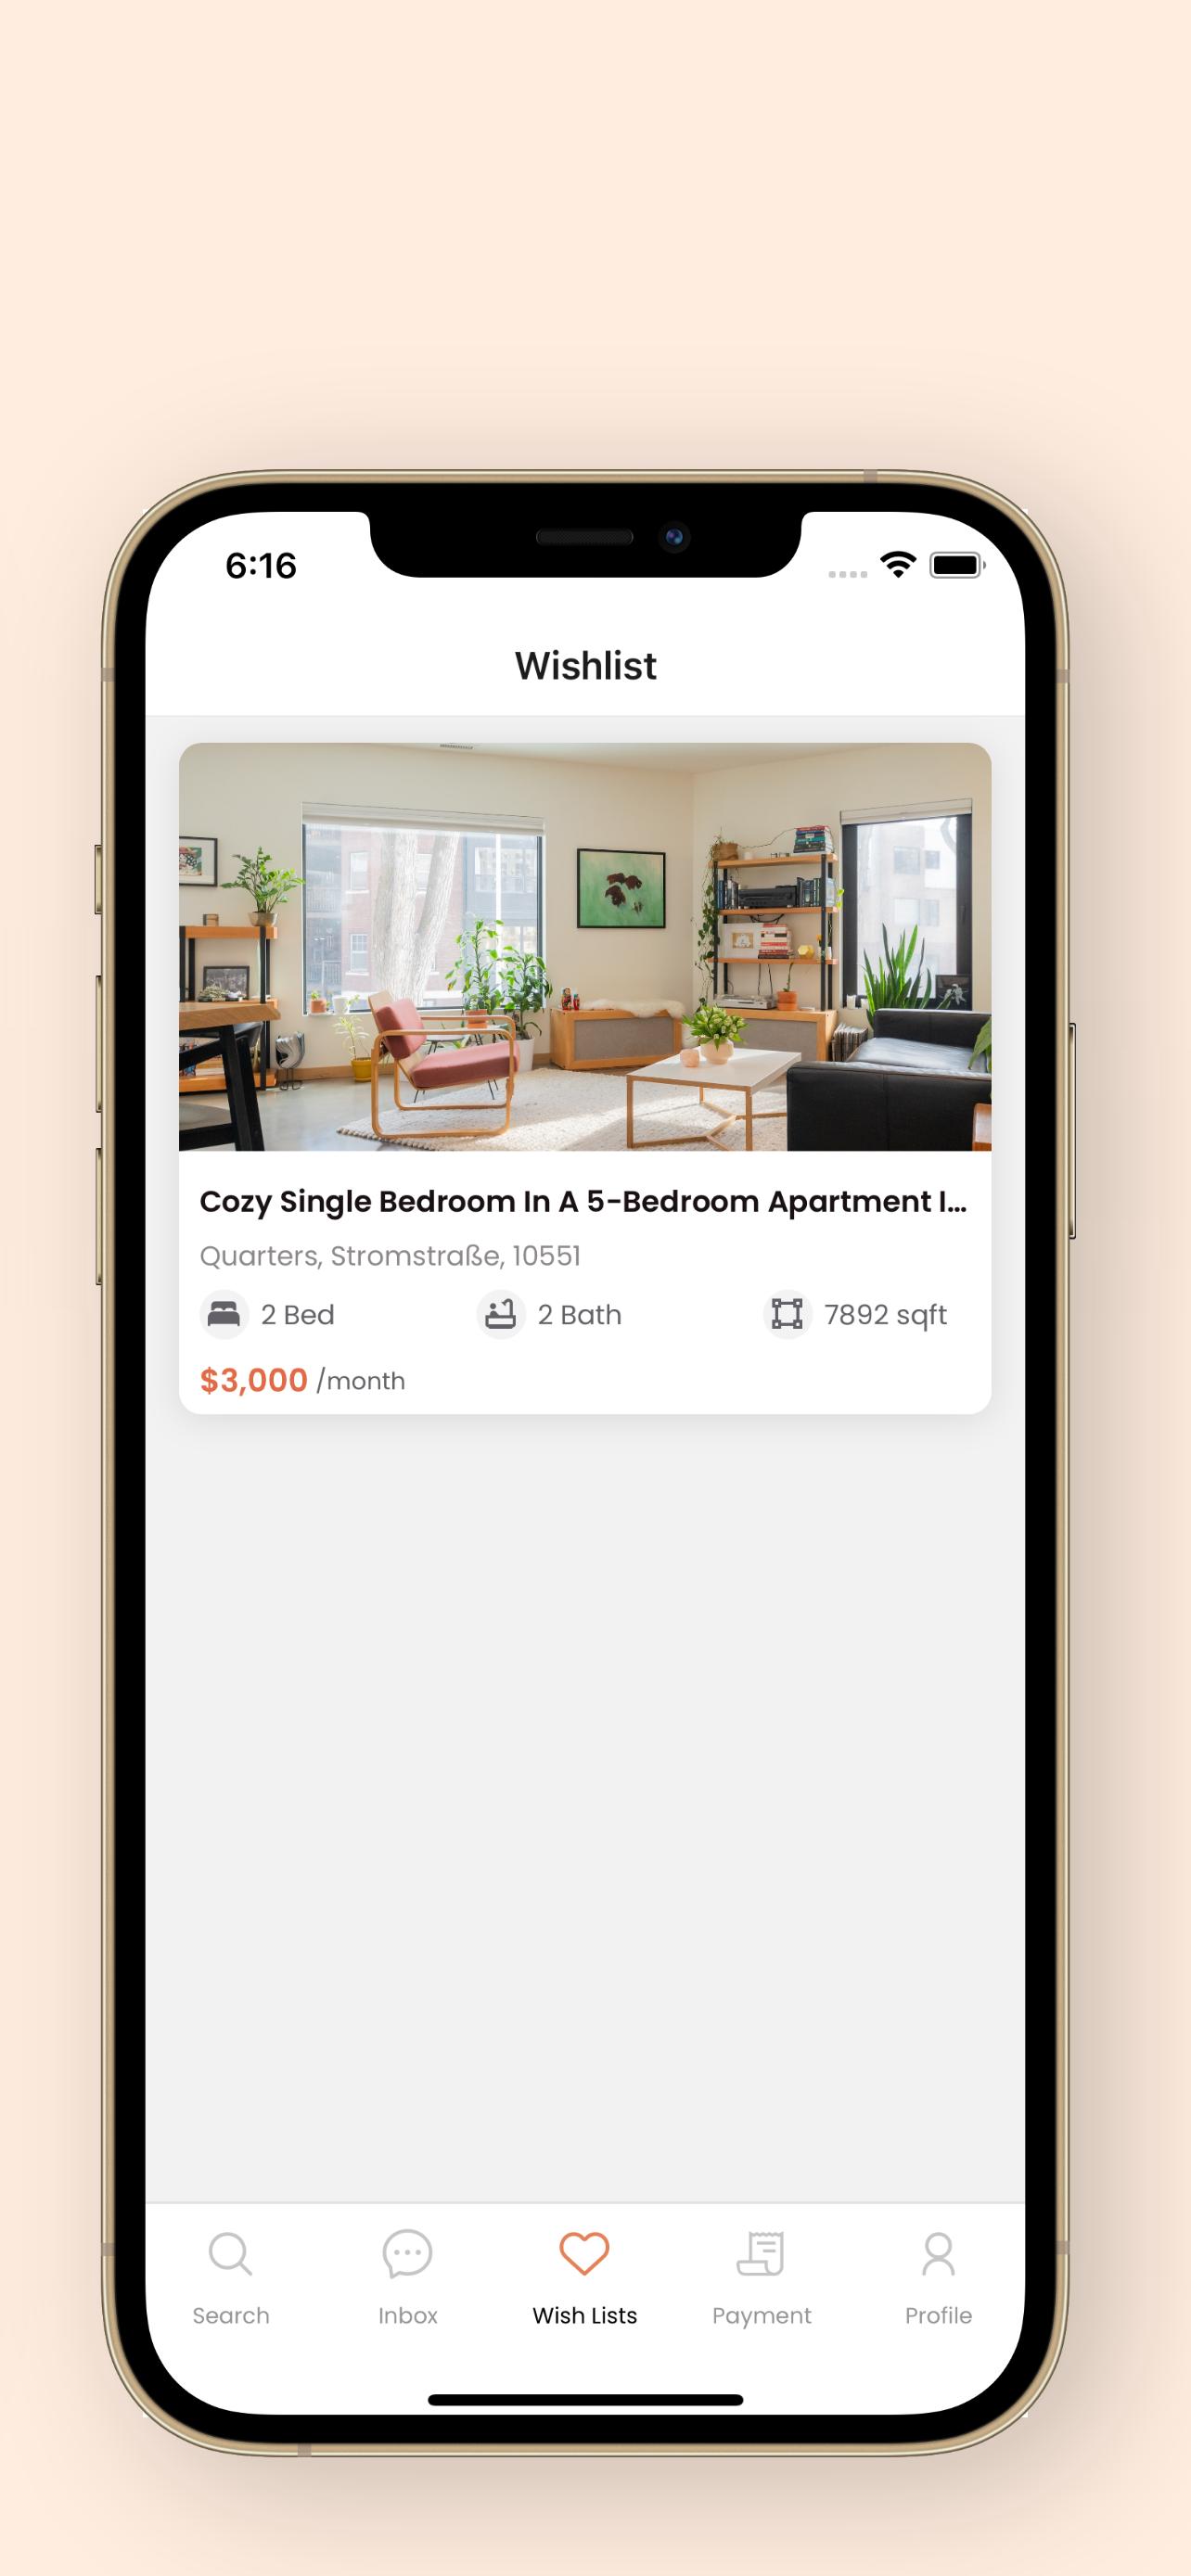 6:16
Wishlist
Cozy Single Bedroom In A 5-Bedroom Apartment I...
Quarters, Stromstraße, 10551
2 Bed 2 Bath 7892 sqft
$3,000 /month
Search Inbox Wish Lists Payment Profile